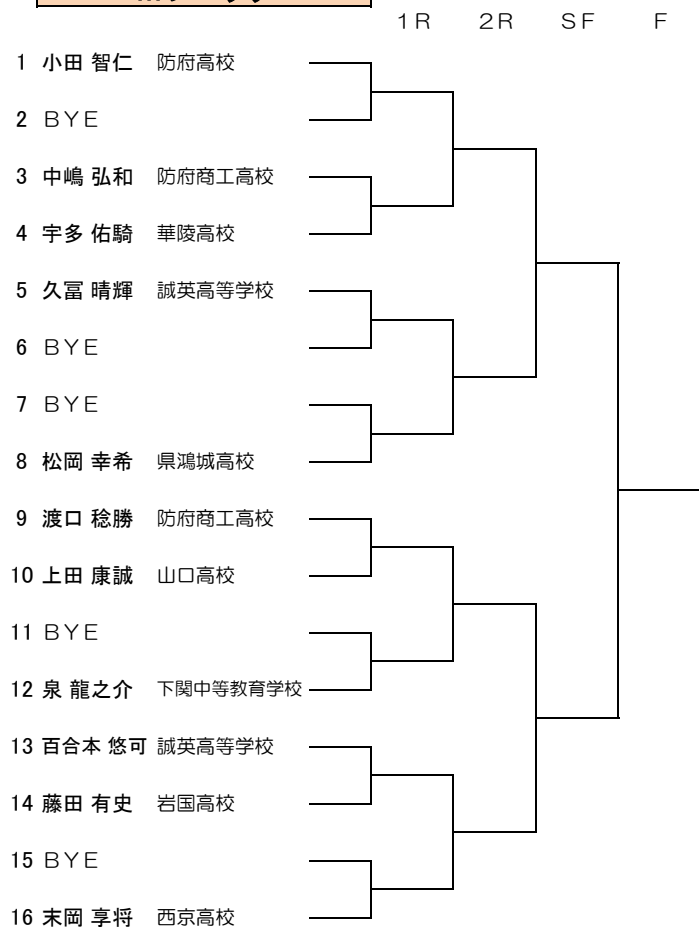 1R 2R SF F
1 小田 智仁 防府高校
2 BYE
3 中嶋 弘和 防府商工高校
4 宇多 佑騎 華陵高校
5 久冨 晴輝 誠英高等学校
6 BYE
7 BYE
8 松岡 幸希 県鴻城高校
9 渡口 稔勝 防府商工高校
10 上田 康誠 山口高校
11 BYE
12 泉 龍之介 下関中等教育学校
13 百合本 悠可 誠英高等学校
14 藤田 有史 岩国高校
15 BYE
16 末岡 享将 西京高校